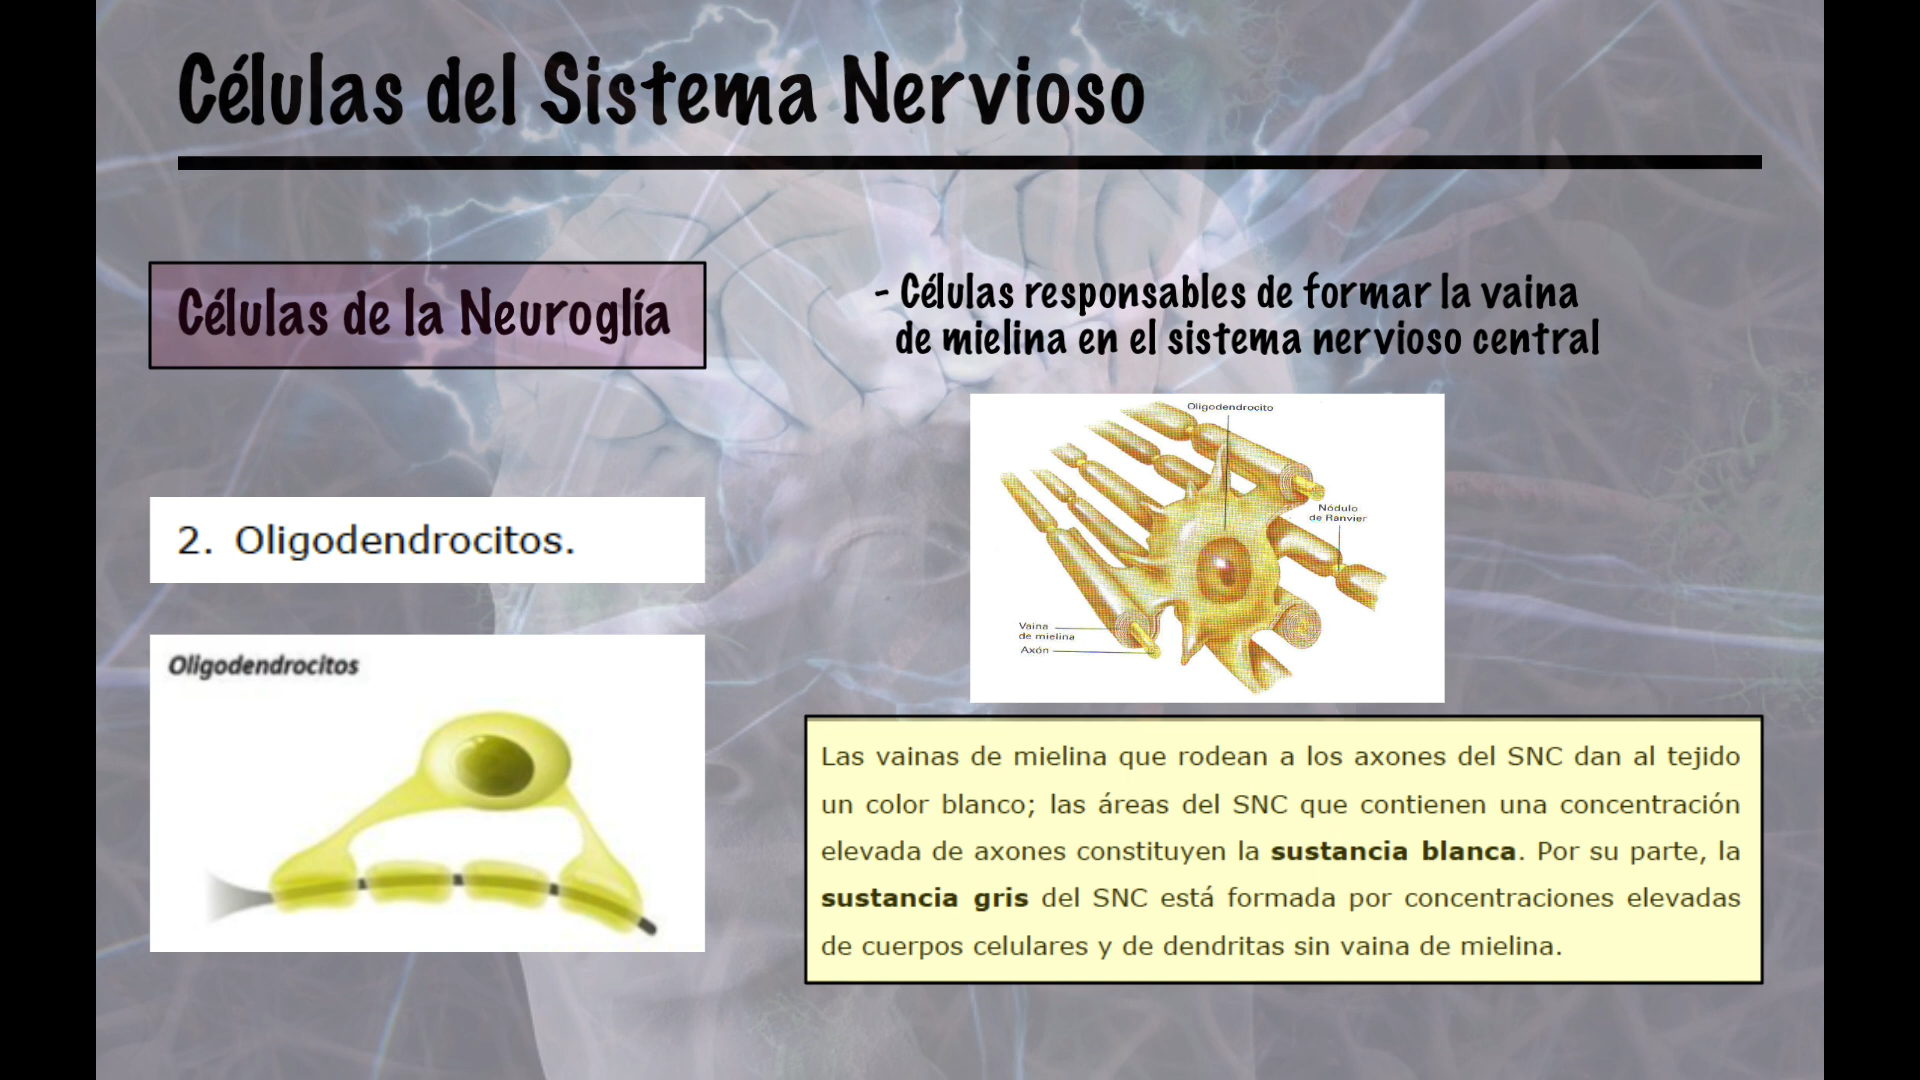 Células del Sistema Nervioso
Células de la Neuroglía
- Células responsables de formar la vaina
de mielina en el sistema nervioso central
2. Oligodendrocitos.
Oligodendrocitos
Oligodendrocito
Nódulo
de Ranvier
Vaina
de mielina
Axón
Las vainas de mielina que rodean a los axones del SNC dan al tejido
un color blanco; las áreas del SNC que contienen una concentración
elevada de axones constituyen la sustancia blanca. Por su parte, la
sustancia gris del SNC está formada por concentraciones elevadas
de cuerpos celulares y de dendritas sin vaina de mielina.